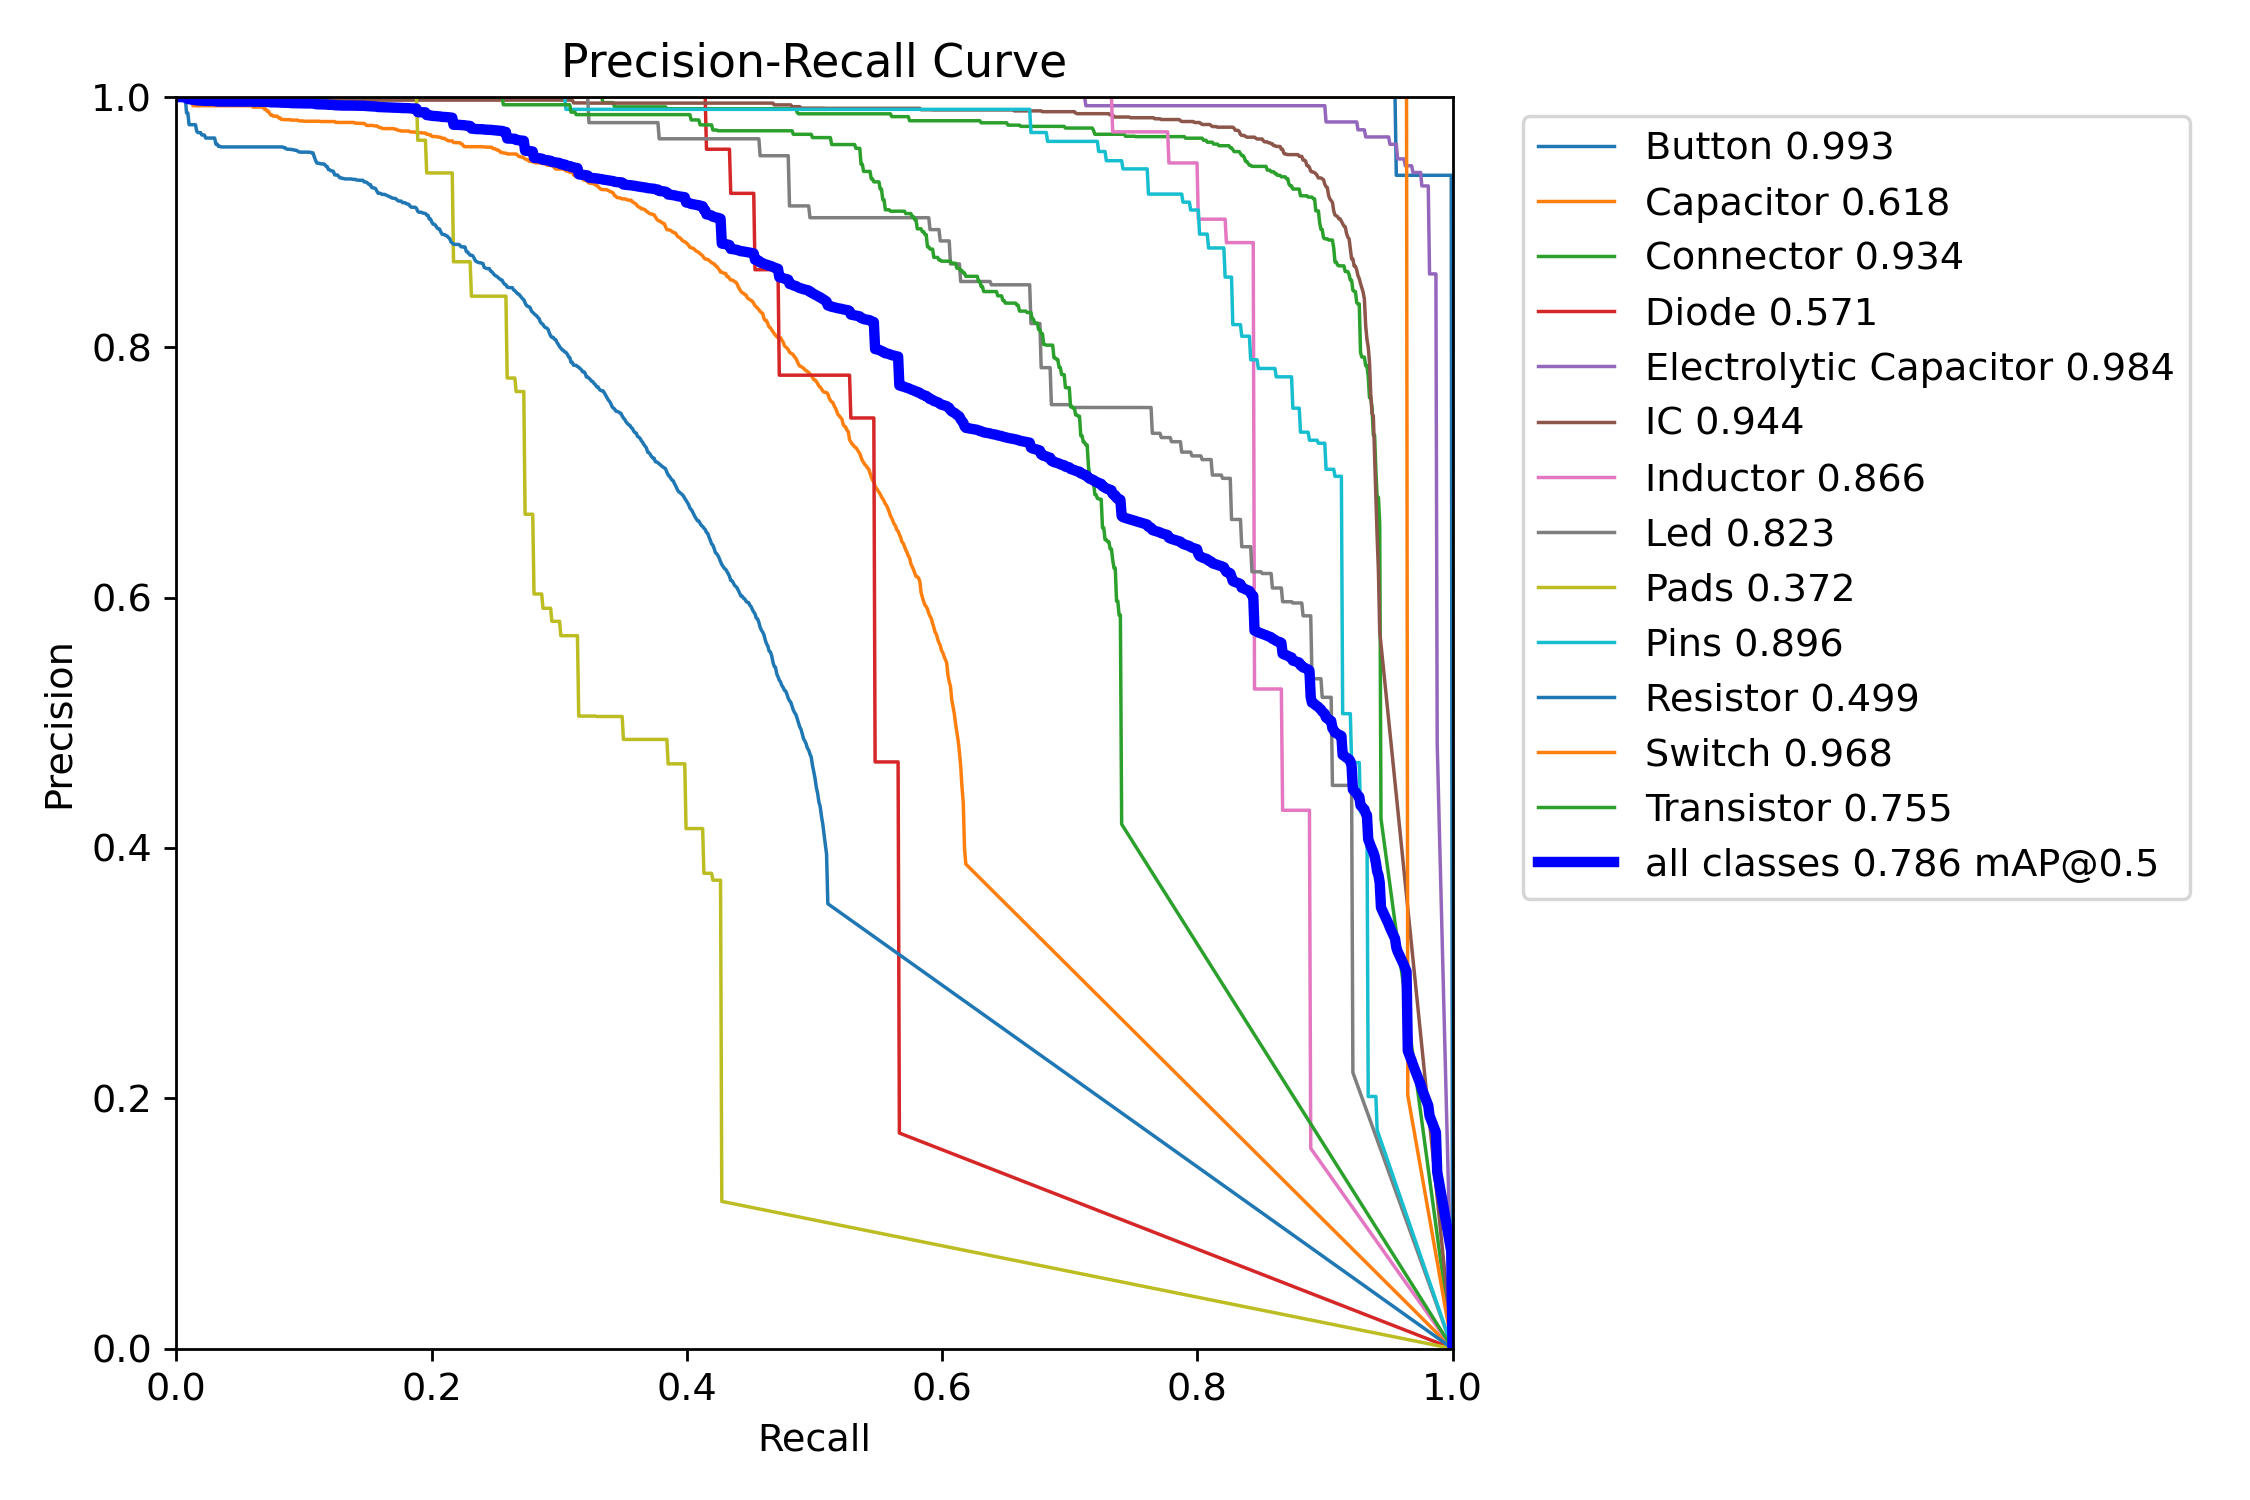 Precision-Recall Curve
1.0
0.8
0.6
0.4
0.2
0.0
Precision
0.0 0.2 0.4 0.6 0.8 1.0
Recall
Button 0.993
Capacitor 0.618
Connector 0.934
Diode 0.571
Electrolytic Capacitor 0.984
IC 0.944
Inductor 0.866
Led 0.823
Pads 0.372
Pins 0.896
Resistor 0.499
Switch 0.968
Transistor 0.755
all classes 0.786 mAP@0.5